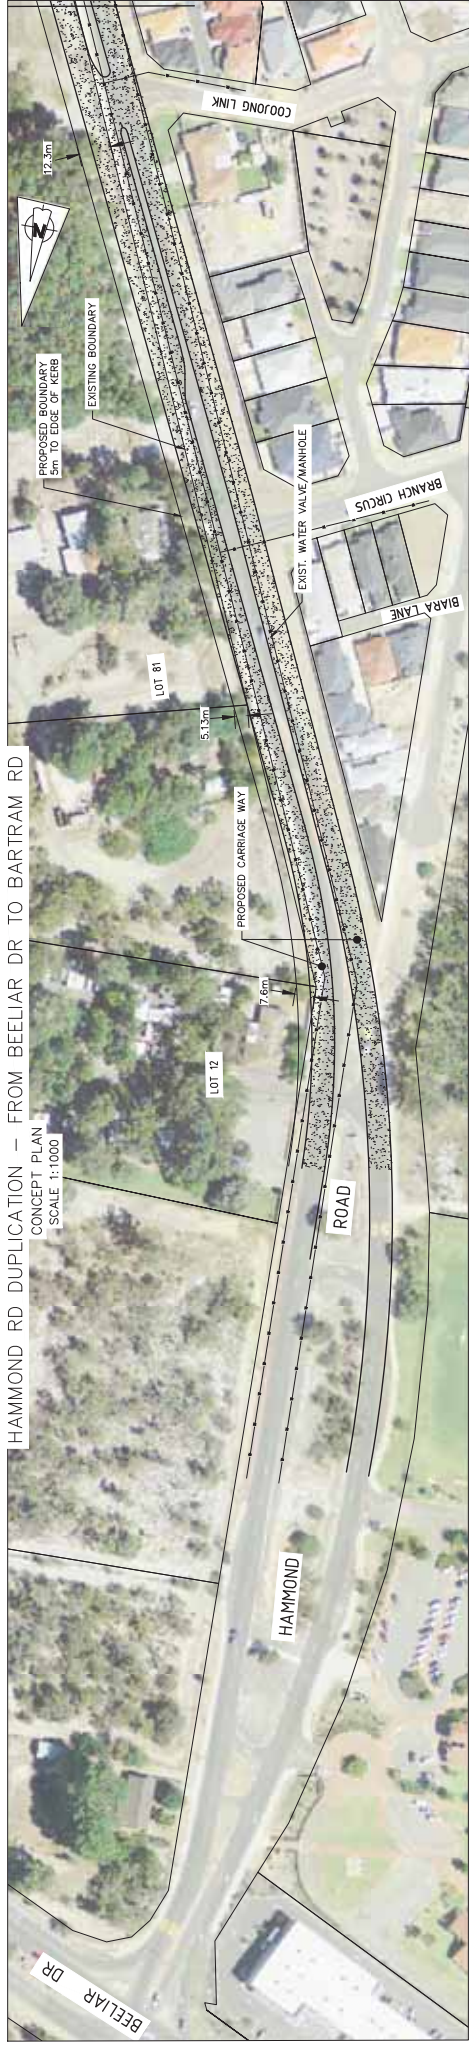 HAMMOND RD DUPLICATION – FROM BEELIAR DR TO BARTRAM RD
CONCEPT PLAN
SCALE 1:1000
BEELIAR DR
HAMMOND
ROAD
LOT 12
7.6m
PROPOSED CARRIAGE WAY
LOT 81
5.13m
PROPOSED BOUNDARY
5m TO EDGE OF KERB
EXISTING BOUNDARY
EXIST. WATER VALVE/MANHOLE
BIARA LANE
BRANCH CIRCUS
N
12.3m
COOJONG LINK